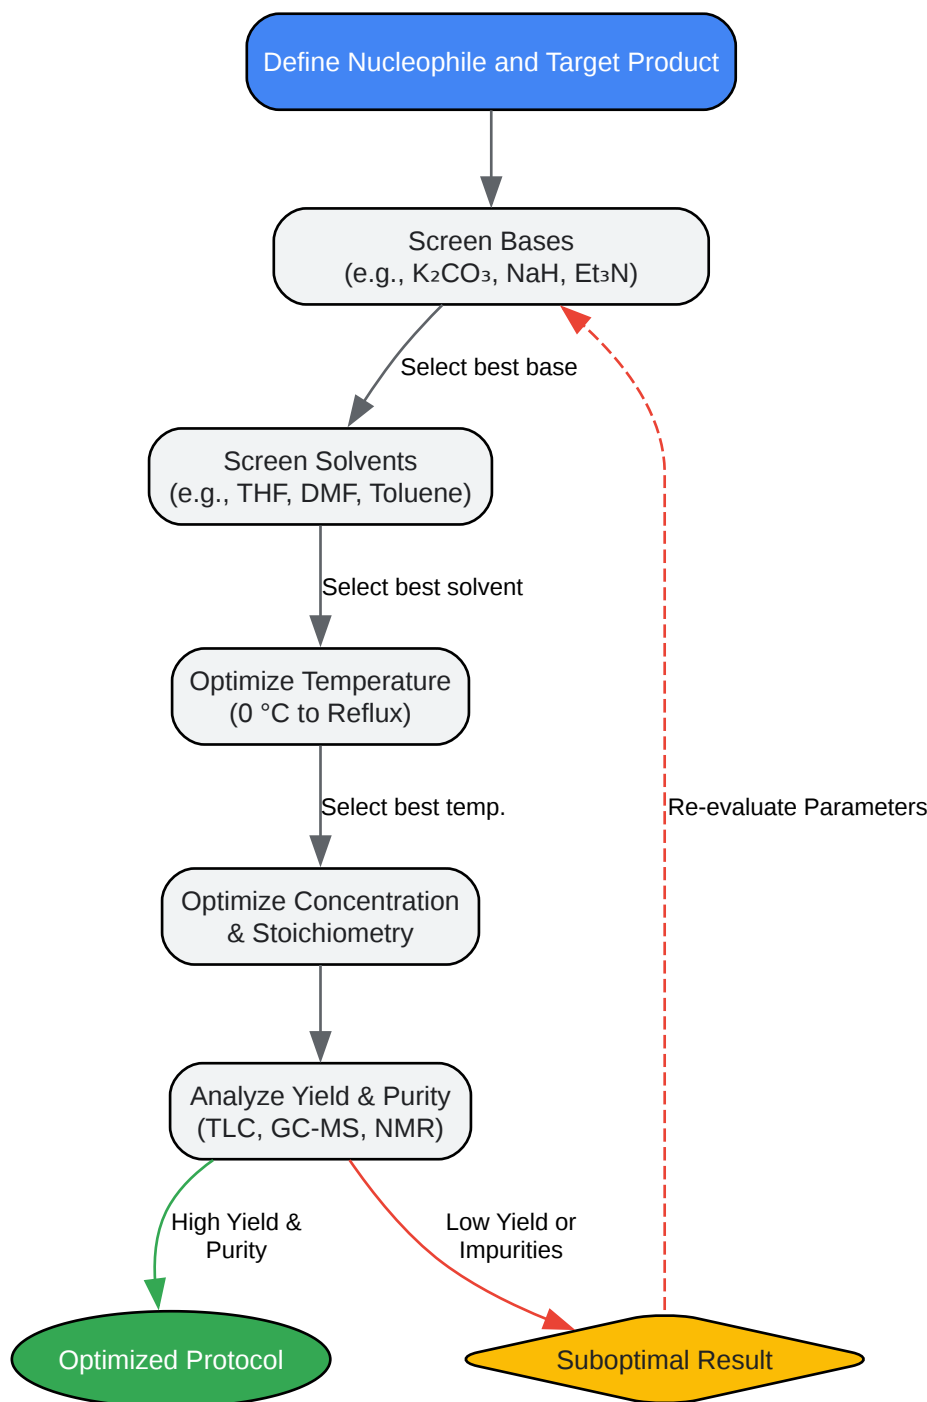 Define Nucleophile and Target Product
Screen Bases
(e.g., K₂CO₃, NaH, Et₃N)
Select best base
Screen Solvents
(e.g., THF, DMF, Toluene)
Select best solvent
Optimize Temperature
(0 °C to Reflux)
Select best temp.
Re-evaluate Parameters
Optimize Concentration
& Stoichiometry
Analyze Yield & Purity
(TLC, GC-MS, NMR)
High Yield &
Purity
Low Yield or
Impurities
Optimized Protocol
Suboptimal Result